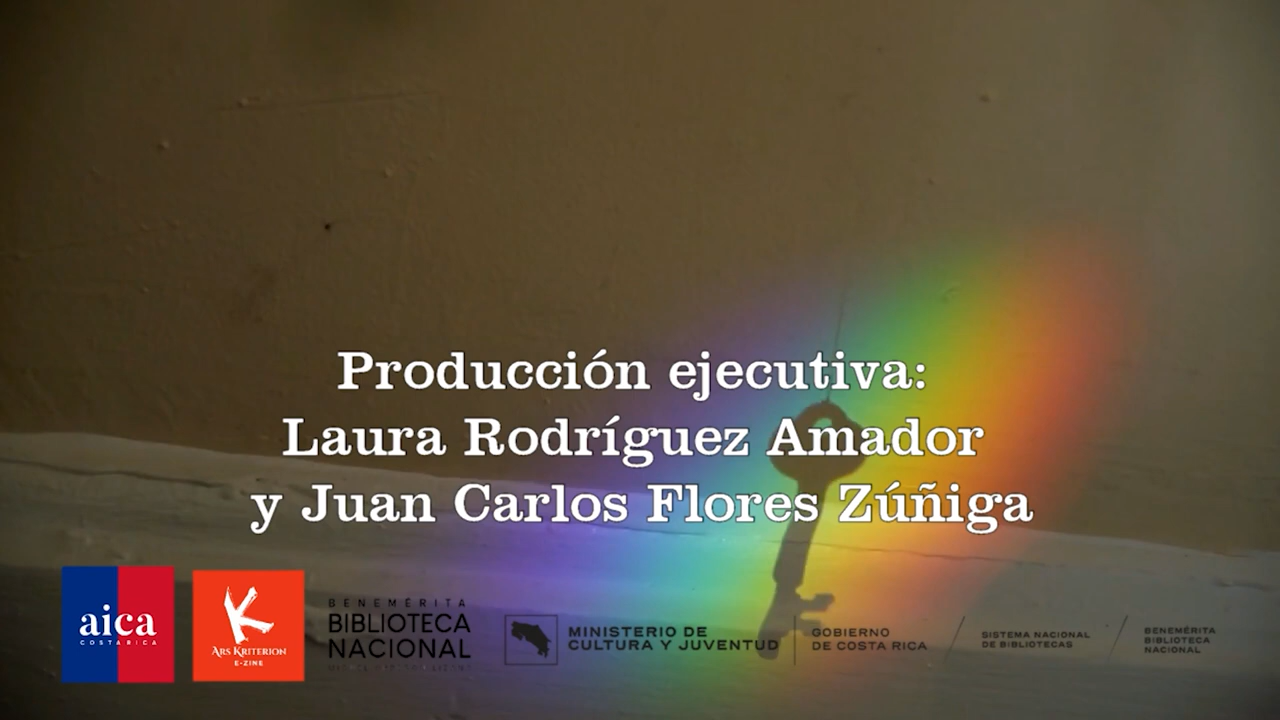 Producción ejecutiva:
Laura Rodríguez Amador
y Juan Carlos Flores Zúñiga
aica
COSTA RICA
ARS KRITERION
E-ZINE
BENEMÉRITA
BIBLIOTECA
NACIONAL
MINISTERIO DE
CULTURA Y JUVENTUD
GOBIERNO
DE COSTA RICA
SISTEMA NACIONAL
DE BIBLIOTECAS
BENEMÉRITA
BIBLIOTECA
NACIONAL